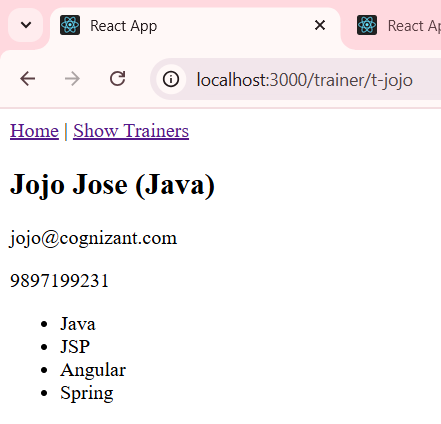 React App
React A
localhost:3000/trainer/t-jojo
Home | Show Trainers
Jojo Jose (Java)
jojo@cognizant.com
9897199231
Java
JSP
Angular
Spring